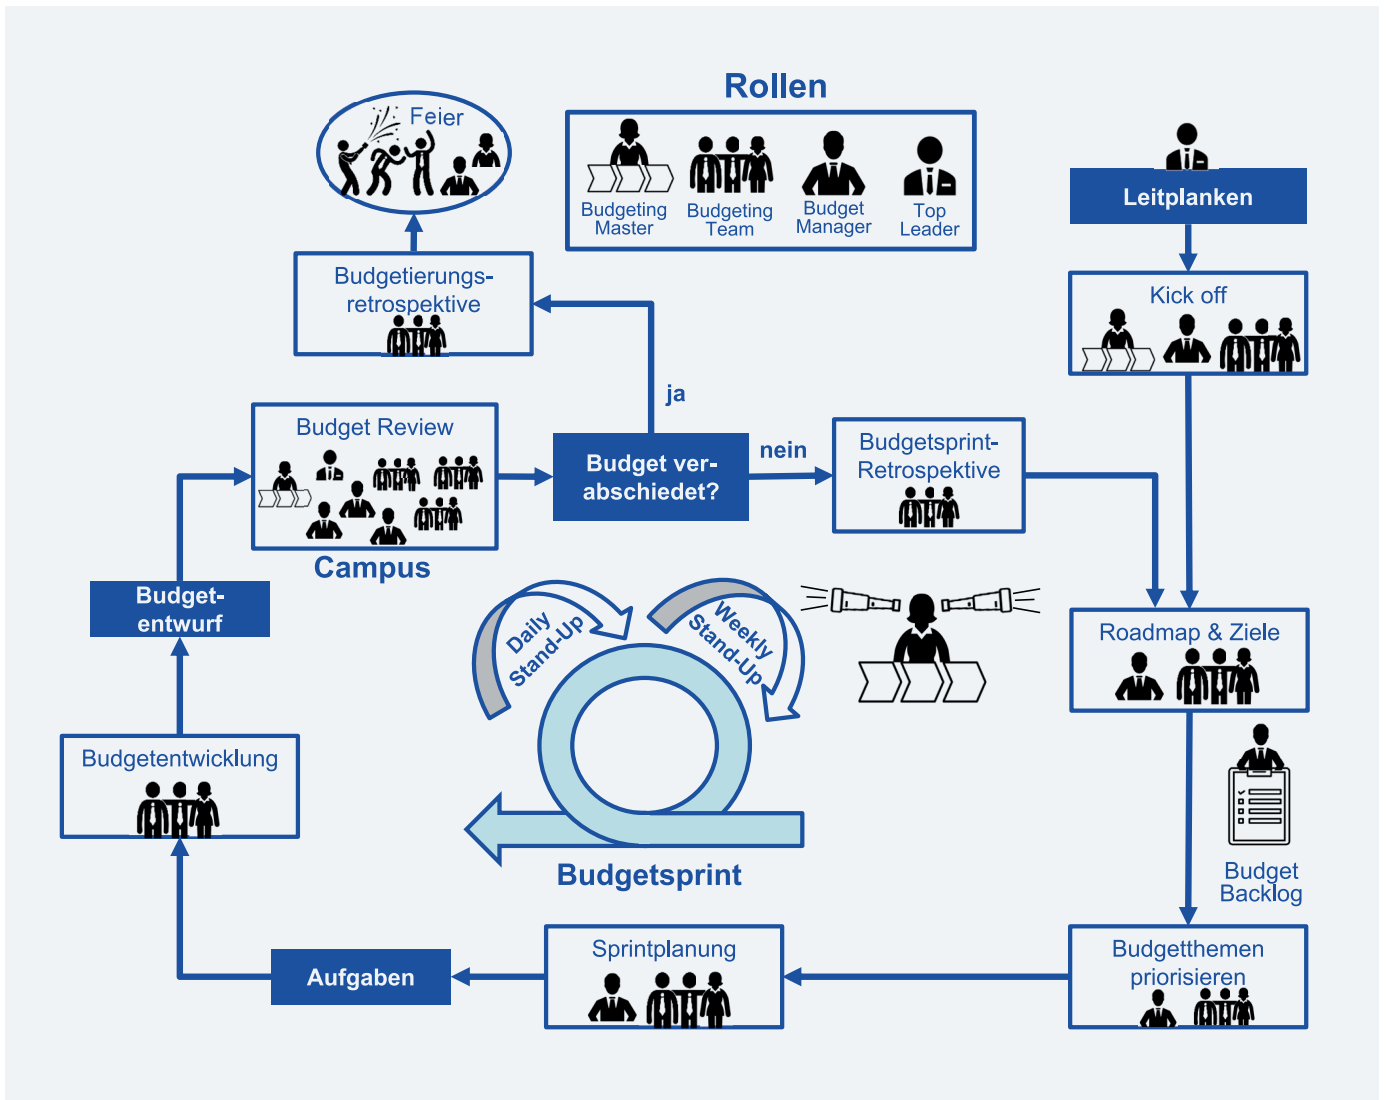 Rollen
Budgeting
Master
Budgeting
Team
Budget
Manager
Top
Leader
Feier
Leitplanken
Budgetierungs-
retrospektive
Kick off
ja
Budget Review
Campus
Budget ver-
abschiedet?
nein
Budgetsprint-
Retrospektive
Budget-
entwurf
Daily
Stand-Up
Weekly
Stand-Up
Roadmap & Ziele
Budgetentwicklung
Budgetsprint
Budget
Backlog
Aufgaben
Sprintplanung
Budgetthemen
priorisieren